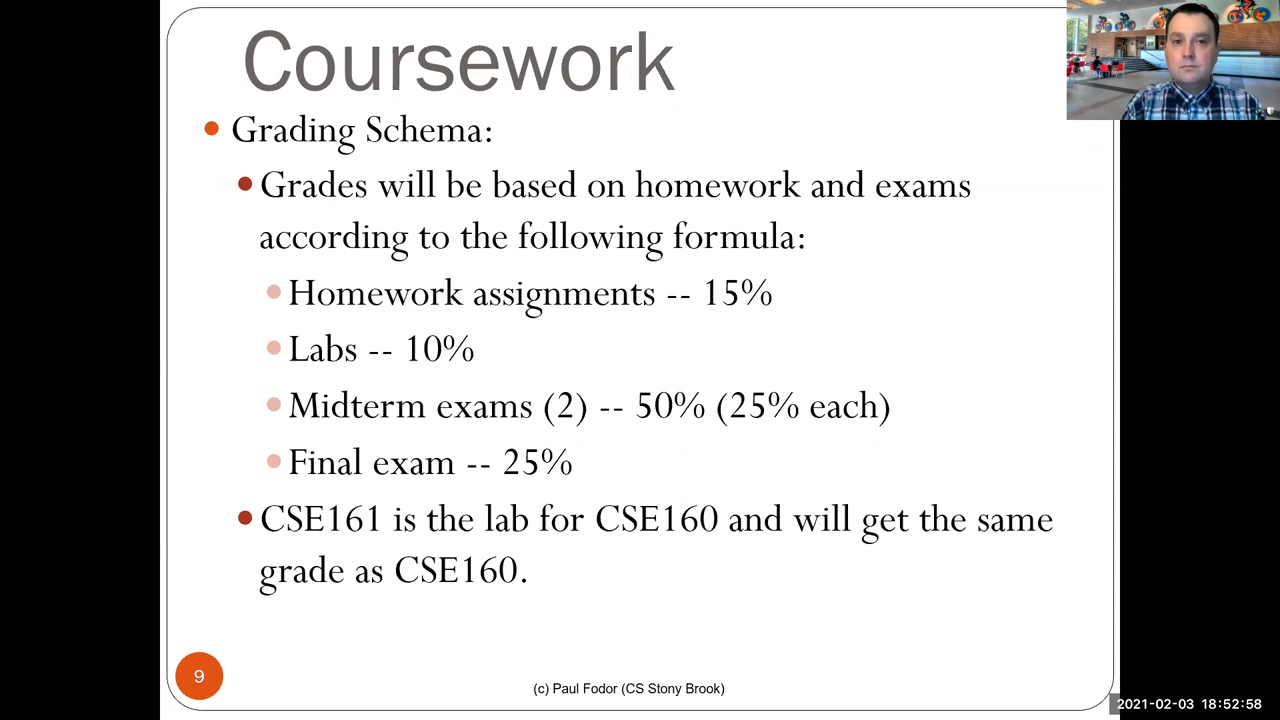 Coursework
Grading Schema:
Grades will be based on homework and exams
according to the following formula:
Homework assignments -- 15%
Labs -- 10%
Midterm exams (2) -- 50% (25% each)
Final exam -- 25%
CSE161 is the lab for CSE160 and will get the same
grade as CSE160.
9
(c) Paul Fodor (CS Stony Brook)
2021-02-03 18:52:58